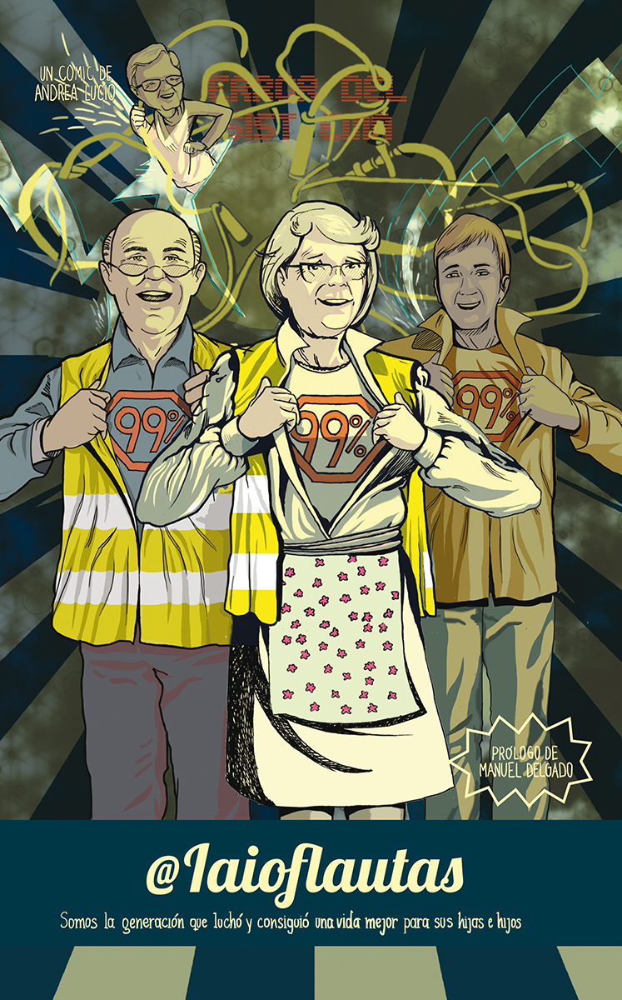 UN CÓMIC DE
ANDREA LUCIO
99%
99%
99%
PRÓLOGO DE
MANUEL DELGADO
@Iaioflautas
Somos la generación que luchó y consiguió una vida mejor para sus hijas e hijos